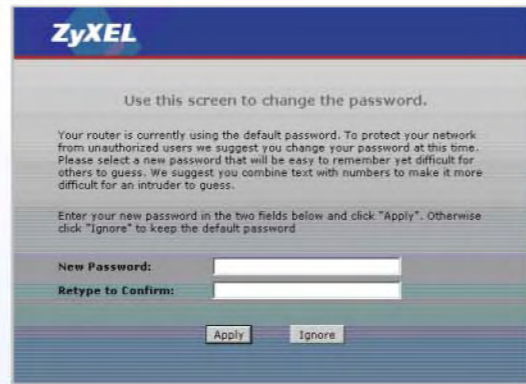 ZyXEL
Use this screen to change the password.
Your router is currently using the default password. To protect your network
from unauthorized users we suggest you change your password at this time.
Please select a new password that will be easy to remember yet difficult for
others to guess. We suggest you combine text with numbers to make it more
difficult for an intruder to guess.
Enter your new password in the two fields below and click "Apply". Otherwise
click "Ignore" to keep the default password
New Password:
Retype to Confirm:
Apply Ignore